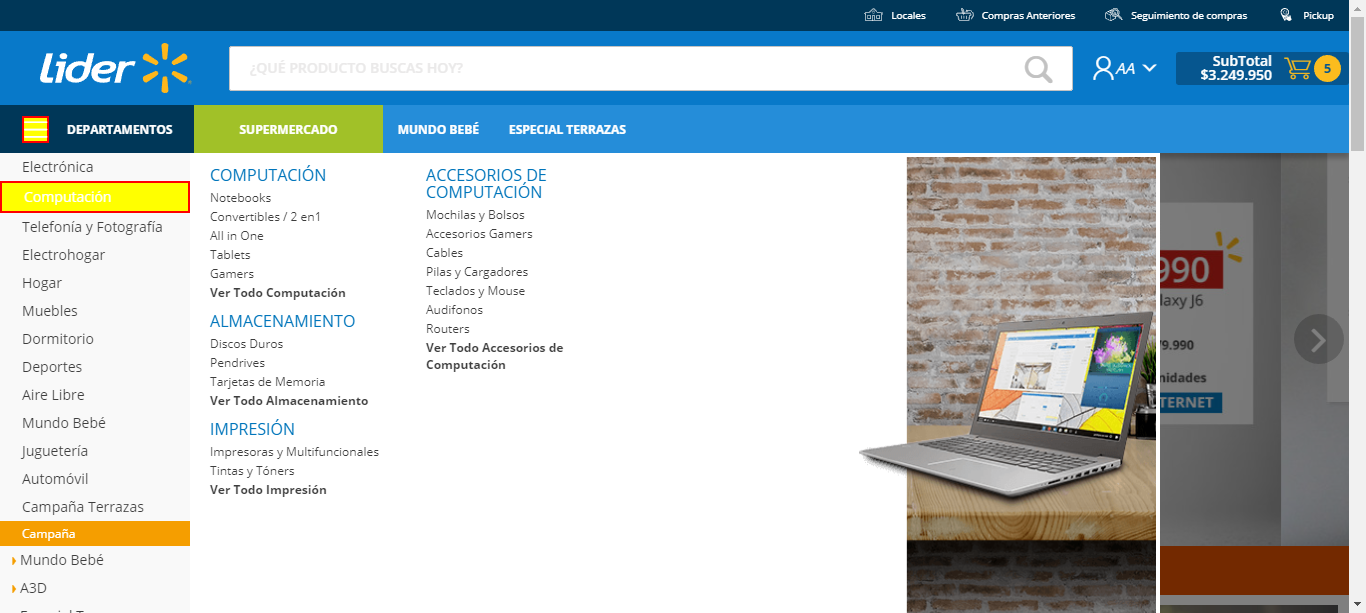 Locales
Compras Anteriores
Seguimiento de compras
Pickup
Lider
¿QUÉ PRODUCTO BUSCAS HOY?
AA
SubTotal
$3.249.950
5
DEPARTAMENTOS
SUPERMERCADO
MUNDO BEBÉ
ESPECIAL TERRAZAS
Electrónica
Computación
Telefonía y Fotografía
Electrohogar
Hogar
Muebles
Dormitorio
Deportes
Aire Libre
Mundo Bebé
Juguetería
Automóvil
Campaña Terrazas
Campaña
Mundo Bebé
A3D
COMPUTACIÓN
Notebooks
Convertibles / 2 en1
All in One
Tablets
Gamers
Ver Todo Computación
ALMACENAMIENTO
Discos Duros
Pendrives
Tarjetas de Memoria
Ver Todo Almacenamiento
IMPRESIÓN
Impresoras y Multifuncionales
Tintas y Tóners
Ver Todo Impresión
ACCESORIOS DE
COMPUTACIÓN
Mochilas y Bolsos
Accesorios Gamers
Cables
Pilas y Cargadores
Teclados y Mouse
Audifonos
Routers
Ver Todo Accesorios de
Computación
990
laxy J6
79.990
nidades
TERNET